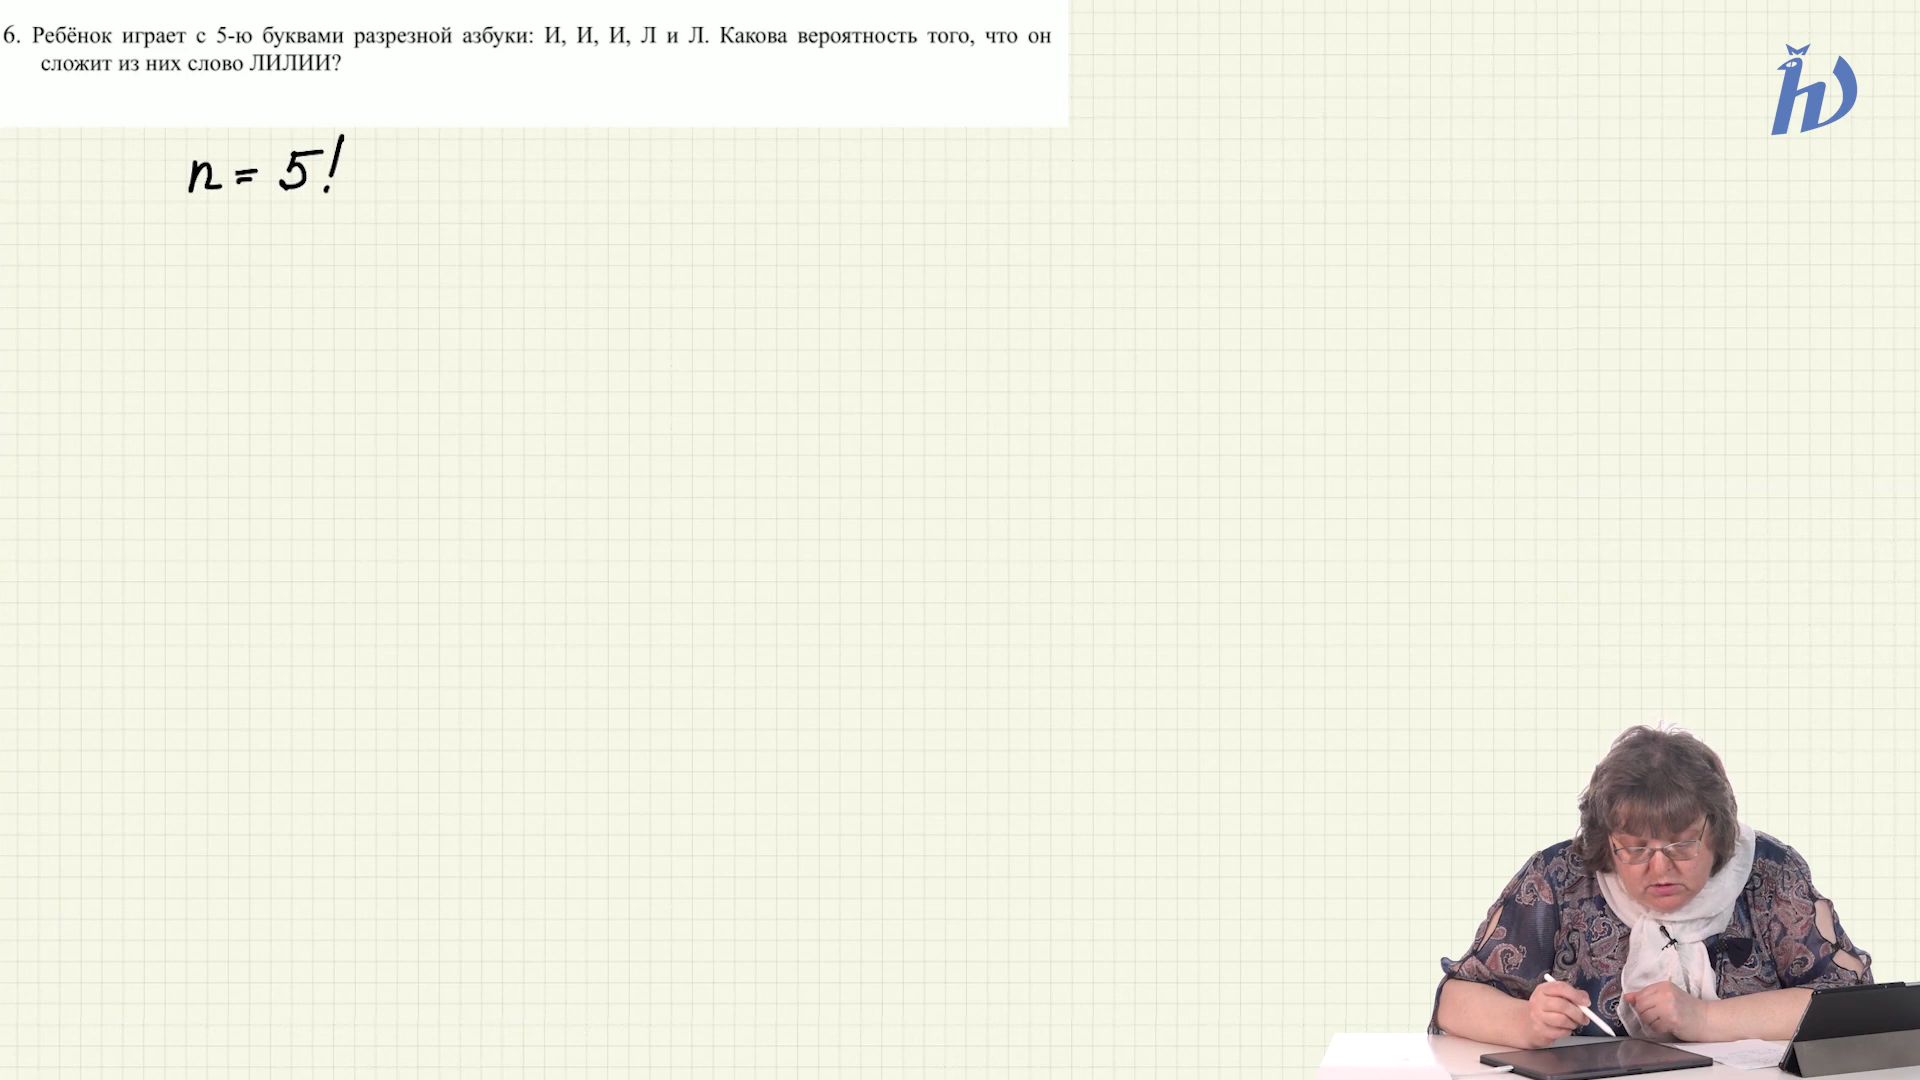 6. Ребёнок играет с 5-ю буквами разрезной азбуки: И, И, И, Л и Л. Какова вероятность того, что он
сложит из них слово ЛИЛИИ?
n = 5!